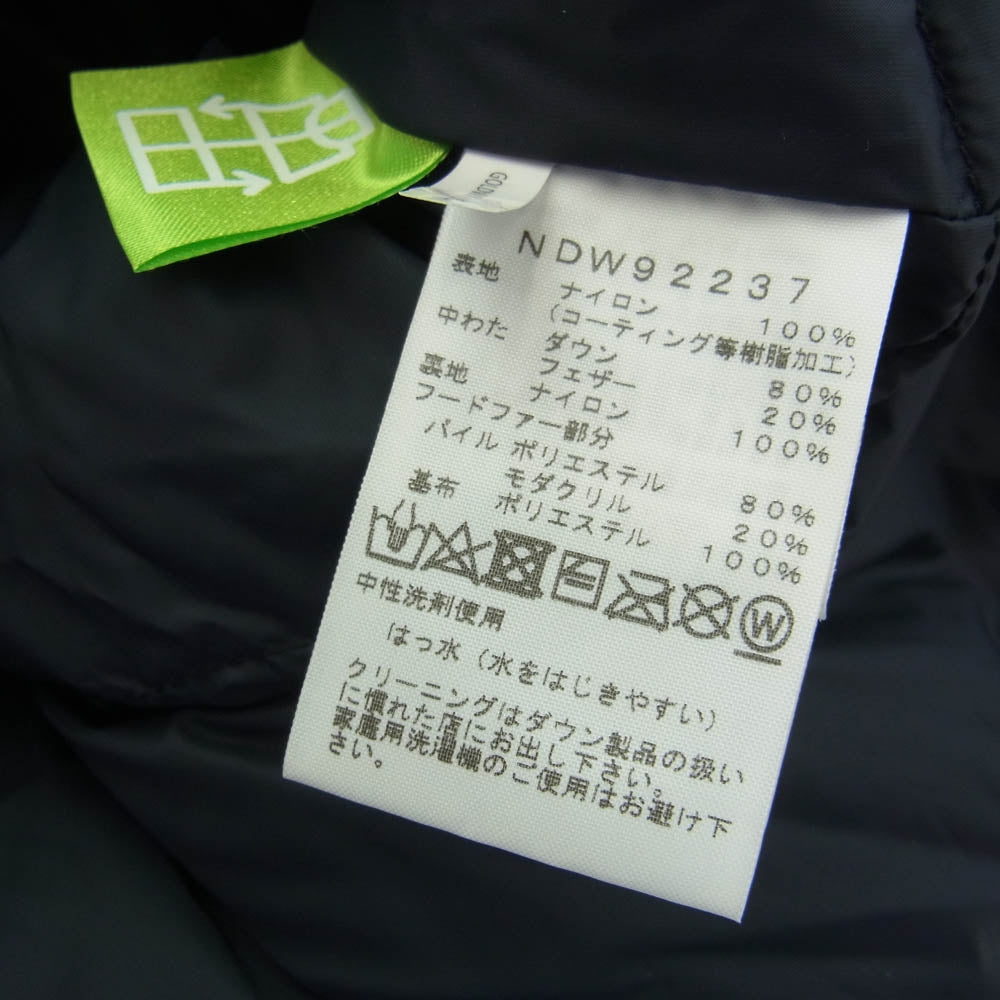 GOLDW
NDW92237
表地 ナイロン 100%
(コーティング等樹脂加工)
中わた ダウン 80%
フェザー 20%
裏地 ナイロン 100%
フードファー部分
パイル ポリエステル 80%
モダクリル 20%
基布 ポリエステル 100%
W
中性洗剤使用
はっ水(水をはじきやすい)
クリーニングはダウン製品の扱い
に慣れた店にお出し下さい。
家庭用洗濯機のご使用はお避け下
さい。